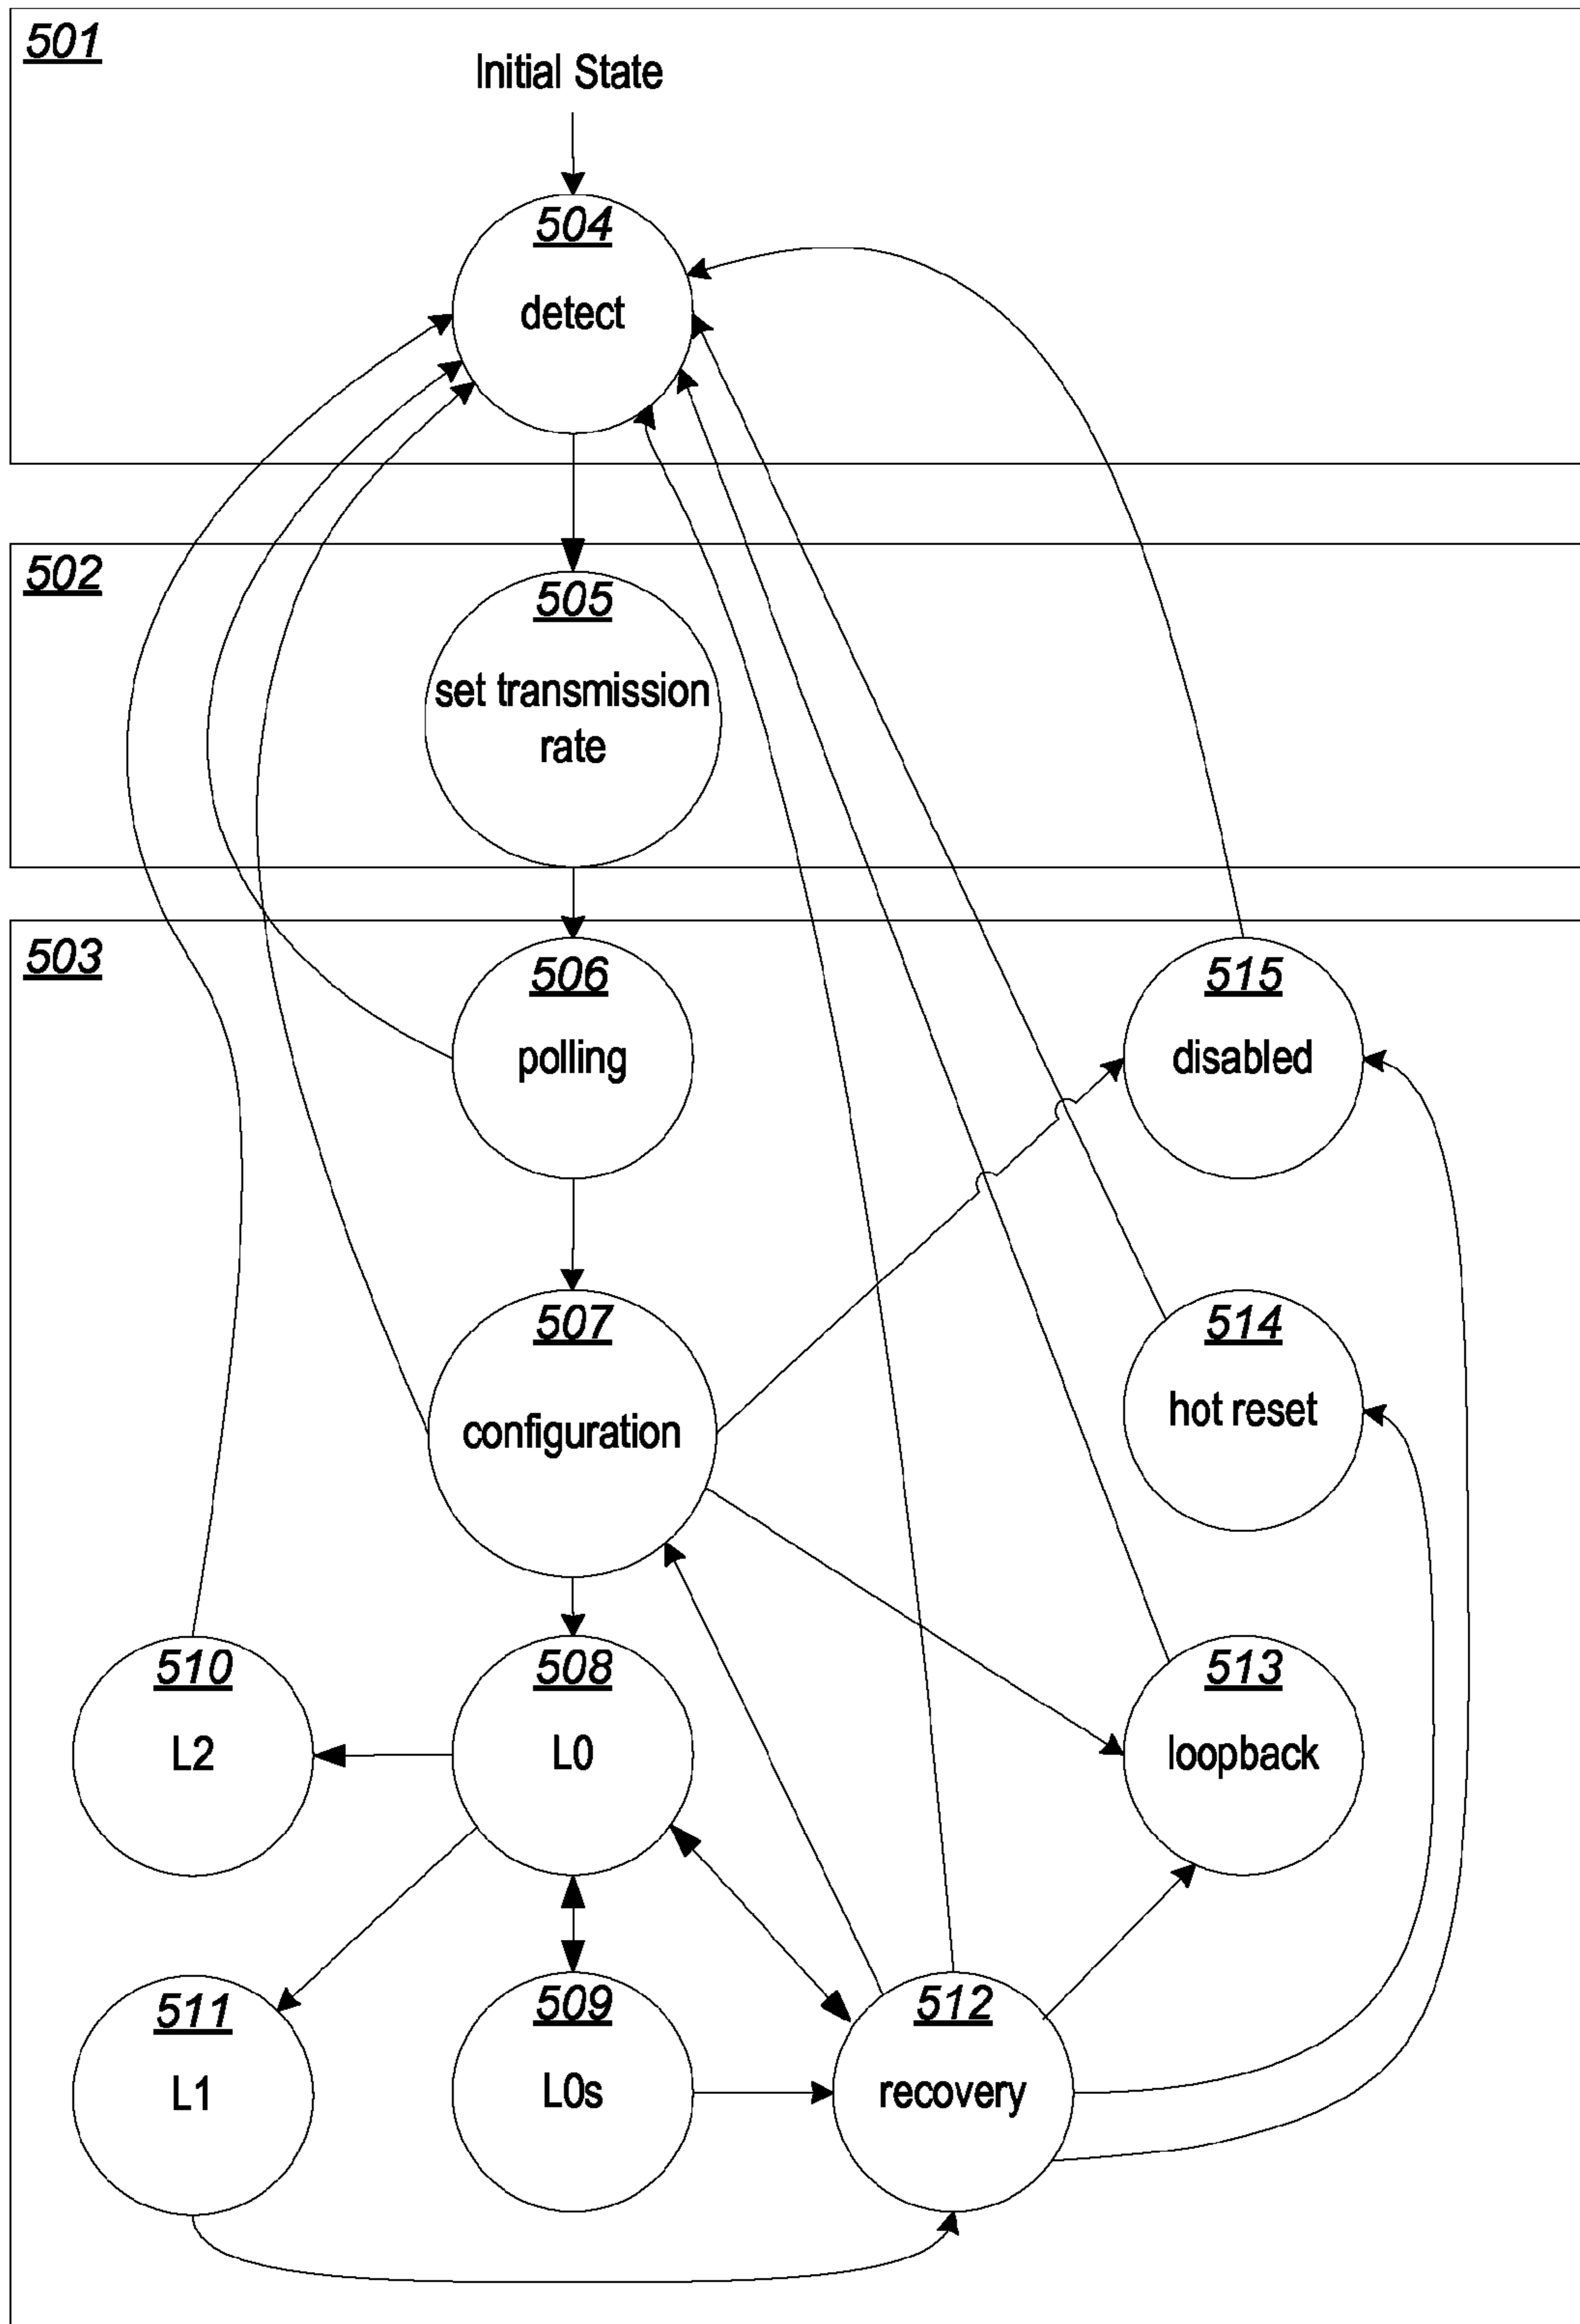 501
Initial State
504
detect
502
505
set transmission
rate
503
506
polling
515
disabled
507
configuration
514
hot reset
510
L2
508
L0
513
loopback
511
L1
509
L0s
512
recovery